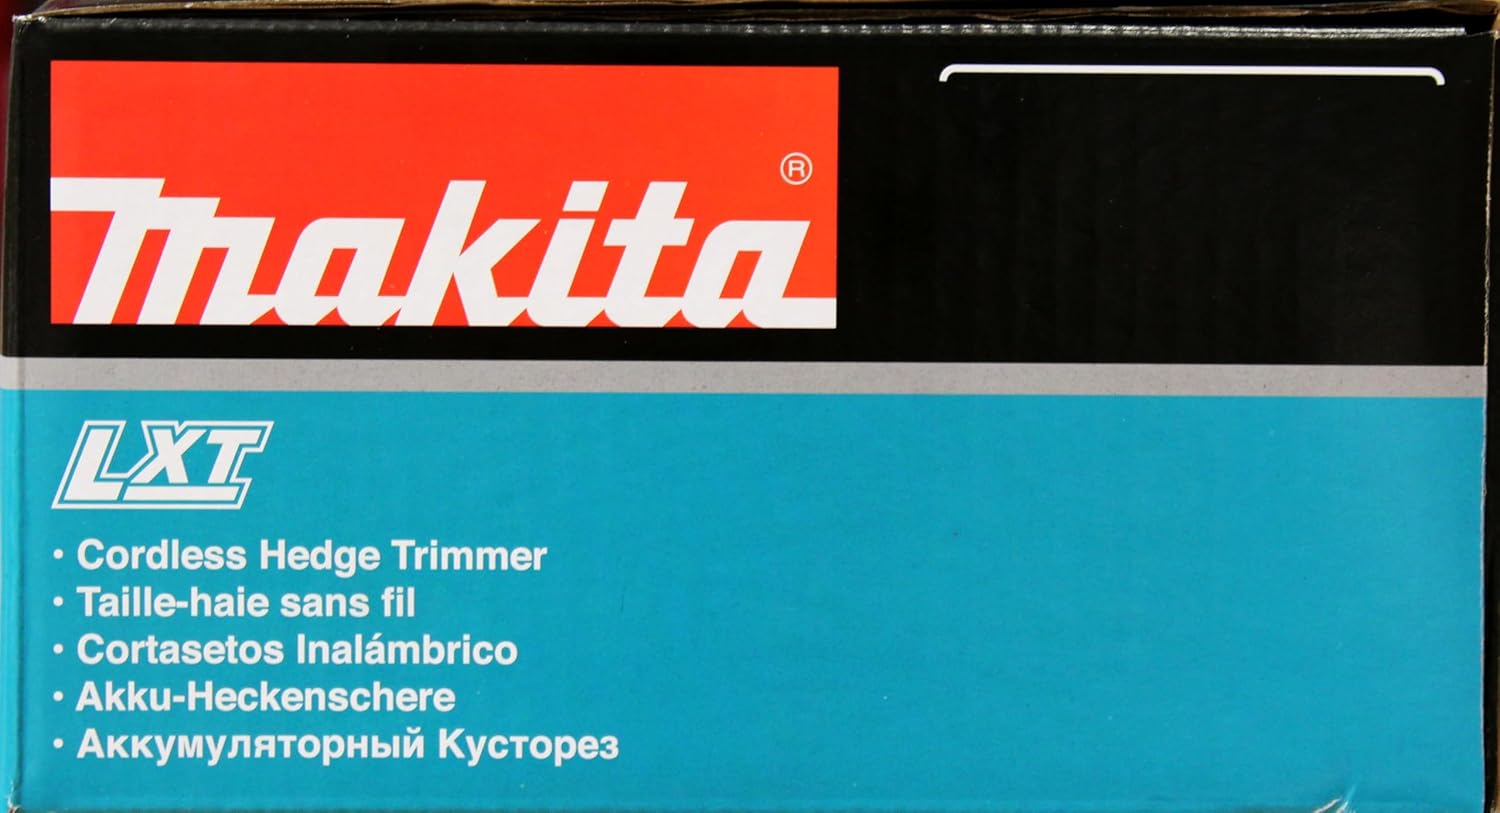 makita®
LXT
• Cordless Hedge Trimmer
• Taille-haie sans fil
• Cortasetos Inalámbrico
• Akku-Heckenschere
• Аккумуляторный Кусторез